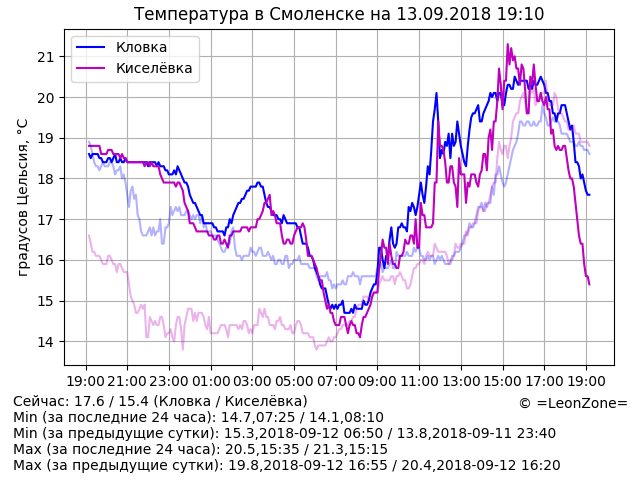 Температура в Смоленске на 13.09.2018 19:10
Кловка
Киселёвка
градусов Цельсия, °C
21
20
19
18
17
16
15
14
19:00 21:00 23:00 01:00 03:00 05:00 07:00 09:00 11:00 13:00 15:00 17:00 19:00
Сейчас: 17.6 / 15.4 (Кловка / Киселёвка)
© =LeonZone=
Min (за последние 24 часа): 14.7,07:25 / 14.1,08:10
Min (за предыдущие сутки): 15.3,2018-09-12 06:50 / 13.8,2018-09-11 23:40
Max (за последние 24 часа): 20.5,15:35 / 21.3,15:15
Max (за предыдущие сутки): 19.8,2018-09-12 16:55 / 20.4,2018-09-12 16:20